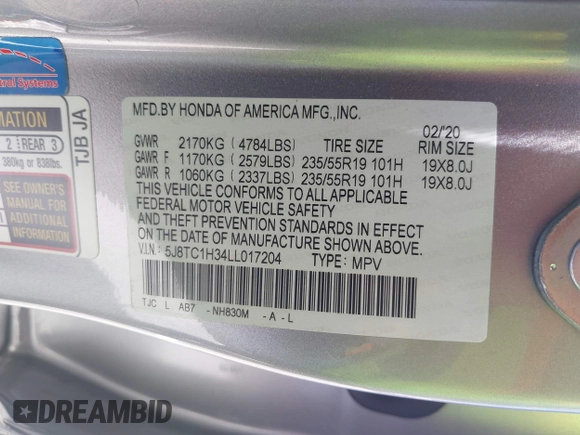 trol Systems
MATION
2 REAR 3
380kg or 838lbs.
SEE OWNER'S
MANUAL FOR
ADDITIONAL
INFORMATION
TJB JA
MFD.BY HONDA OF AMERICA MFG.,INC.
02/'20
GVWR 2170KG ( 4784LBS) TIRE SIZE RIM SIZE
GAWR F 1170KG ( 2579LBS) 235/55R19 101H 19X8.0J
GAWR R 1060KG ( 2337LBS) 235/55R19 101H 19X8.0J
THIS VEHICLE CONFORMS TO ALL APPLICABLE
FEDERAL MOTOR VEHICLE SAFETY
AND THEFT PREVENTION STANDARDS IN EFFECT
ON THE DATE OF MANUFACTURE SHOWN ABOVE.
V.I.N.: 5J8TC1H34LL017204 TYPE: MPV
TJC L AB7 -NH830M -A-L
DREAMBID